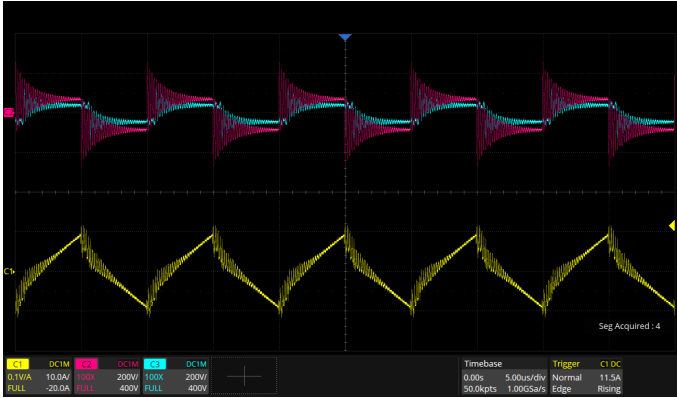 C2
C1
Seg Acquired : 4
C1 DC1M C2 DC1M C3 DC1M Timebase Trigger C1 DC
0.1V/A 10.0A/ 100X 200V/ 100X 200V/ 0.00s 5.00us/div Normal 11.5A
FULL -20.0A FULL 400V FULL 400V 50.0kpts 1.00GSa/s Edge Rising